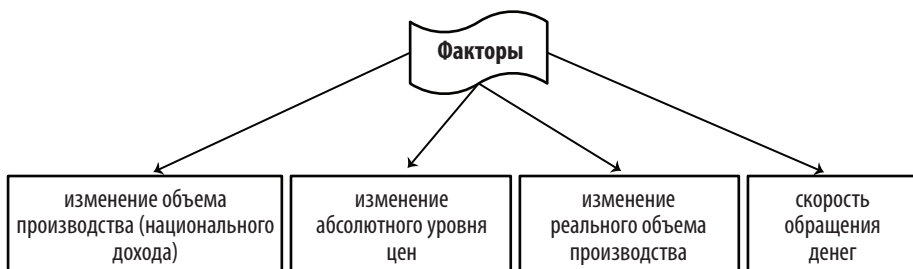 Факторы
изменение объема
производства (национального
дохода)
изменение
абсолютного уровня
цен
изменение
реального объема
производства
скорость
обращения
денег